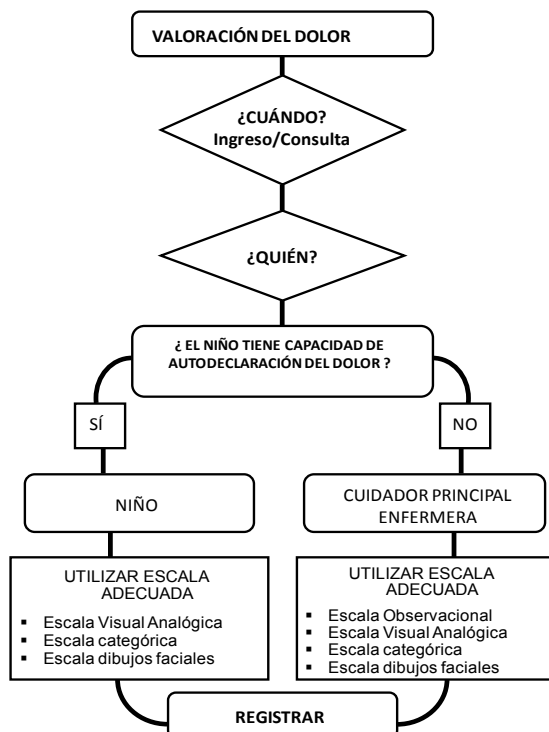 VALORACIÓN DEL DOLOR
¿CUÁNDO?
Ingreso/Consulta
¿QUIÉN?
¿ EL NIÑO TIENE CAPACIDAD DE
AUTODECLARACIÓN DEL DOLOR ?
SÍ
NO
NIÑO
CUIDADOR PRINCIPAL
ENFERMERA
UTILIZAR ESCALA
ADECUADA
▪ Escala Visual Analógica
▪ Escala categórica
▪ Escala dibujos faciales
UTILIZAR ESCALA
ADECUADA
▪ Escala Observacional
▪ Escala Visual Analógica
▪ Escala categórica
▪ Escala dibujos faciales
REGISTRAR